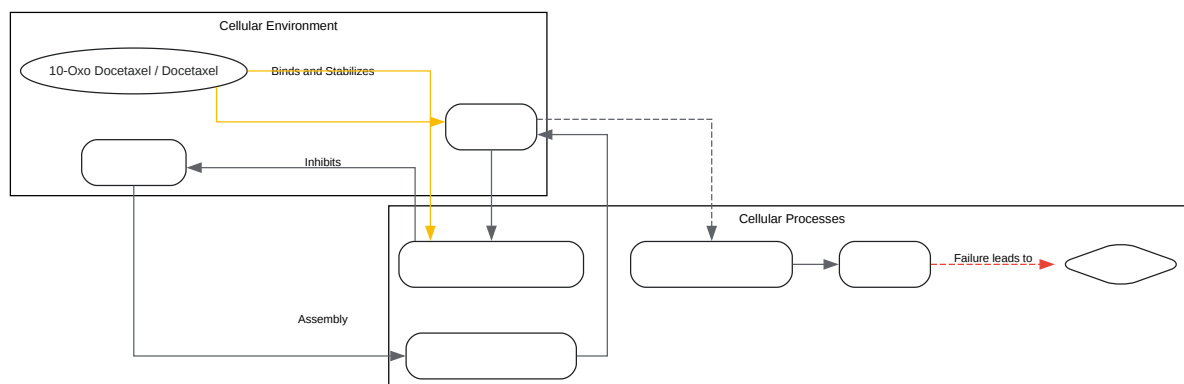 Cellular Environment
10-Oxo Docetaxel / Docetaxel
Binds and Stabilizes
Inhibits
Cellular Processes
Failure leads to
Assembly